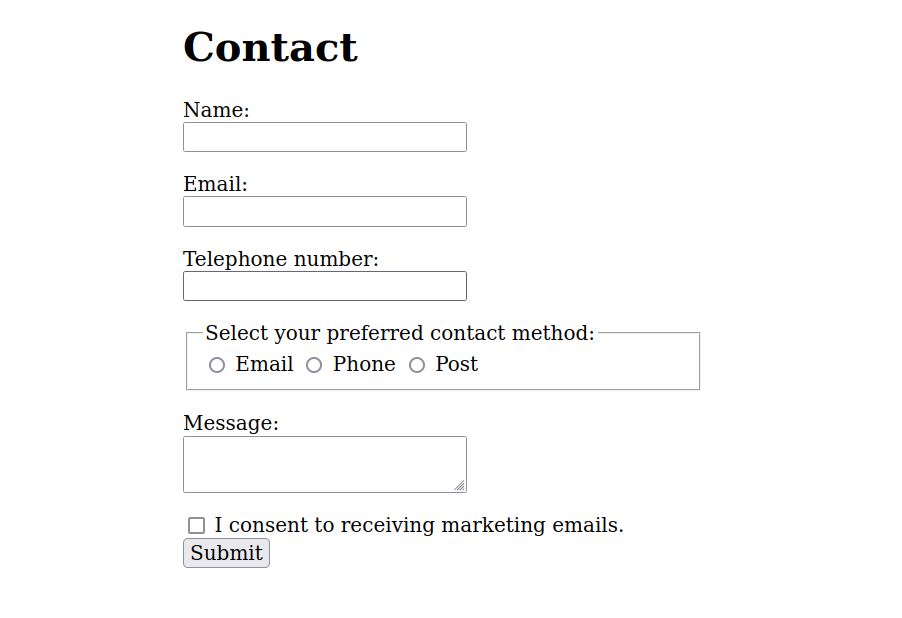 Contact
Name:
Email:
Telephone number:
Select your preferred contact method:
Email Phone Post
Message:
I consent to receiving marketing emails.
Submit